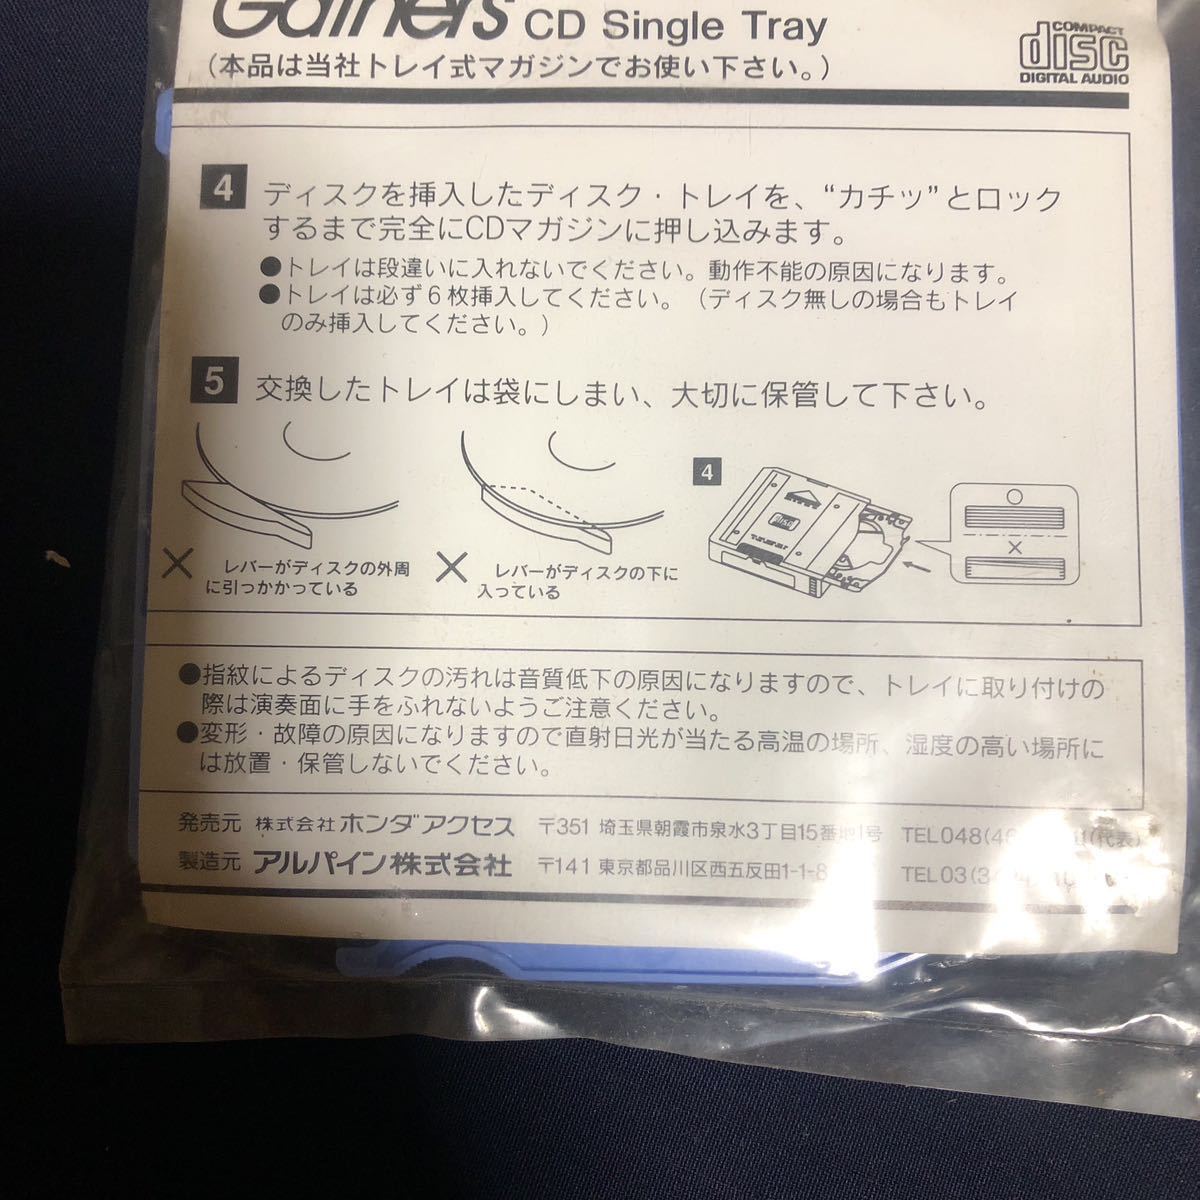 Gathers CD Single Tray
COMPACT
disc
DIGITAL AUDIO
(本品は当社トレイ式マガジンでお使い下さい。)
4 ディスクを挿入したディスク・トレイを、“カチッ”とロック
するまで完全にCDマガジンに押し込みます。
●トレイは段違いに入れないでください。動作不能の原因になります。
●トレイは必ず6枚挿入してください。(ディスク無しの場合もトレイ
のみ挿入してください。)
5 交換したトレイは袋にしまい、大切に保管して下さい。
4
× レバーがディスクの外周
に引っかかっている
× レバーがディスクの下に
入っている
○
×
●指紋によるディスクの汚れは音質低下の原因になりますので、トレイに取り付けの
際は演奏面に手をふれないようご注意ください。
●変形・故障の原因になりますので直射日光が当たる高温の場所、湿度の高い場所に
は放置・保管しないでください。
発売元 株式会社ホンダアクセス 〒351 埼玉県朝霞市泉水3丁目15番地1号 TEL048(4 (代表)
製造元 アルパイン株式会社 〒141 東京都品川区西五反田1-1-8 TEL03(3